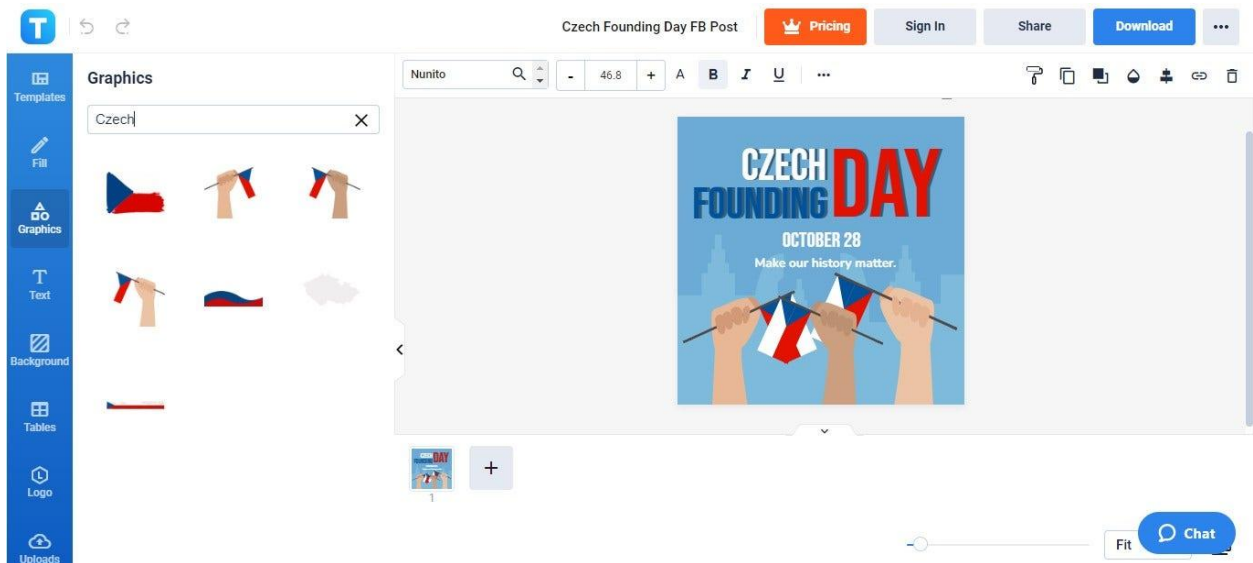 T
Czech Founding Day FB Post
Pricing
Sign In
Share
Download
Templates
Fill
Graphics
Text
Background
Tables
Logo
Uploads
Graphics
Czech
Nunito
- 46.8 + A B I U
CZECH
FOUNDING
DAY
OCTOBER 28
Make our history matter.
1
Fit
Chat